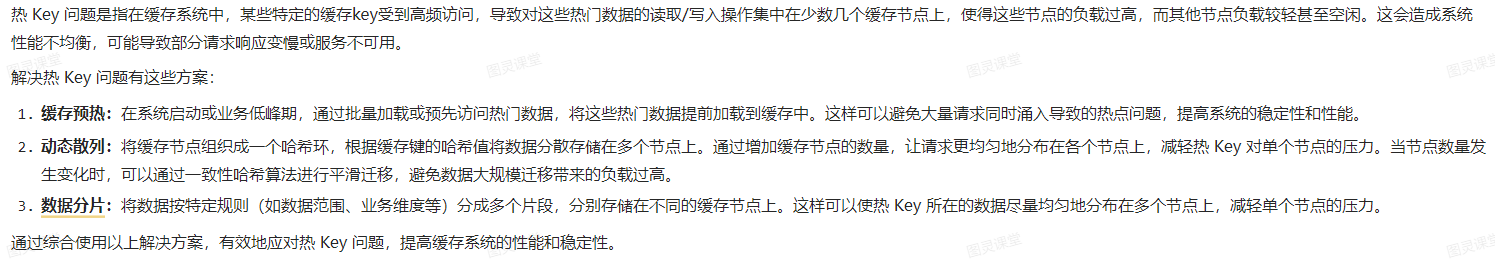 热 Key 问题是指在缓存系统中，某些特定的缓存key受到高频访问，导致对这些热门数据的读取/写入操作集中在少数几个缓存节点上，使得这些节点的负载过高，而其他节点负载较轻甚至空闲。这会造成系统
性能不均衡，可能导致部分请求响应变慢或服务不可用。
解决热 Key 问题有这些方案：
1. 缓存预热：在系统启动或业务低峰期，通过批量加载或预先访问热门数据，将这些热门数据提前加载到缓存中。这样可以避免大量请求同时涌入导致的热点问题，提高系统的稳定性和性能。
2. 动态散列：将缓存节点组织成一个哈希环，根据缓存键的哈希值将数据分散存储在多个节点上。通过增加缓存节点的数量，让请求更均匀地分布在各个节点上，减轻热 Key 对单个节点的压力。当节点数量发
生变化时，可以通过一致性哈希算法进行平滑迁移，避免数据大规模迁移带来的负载过高。
3. 数据分片：将数据按特定规则（如数据范围、业务维度等）分成多个片段，分别存储在不同的缓存节点上。这样可以使热 Key 所在的数据尽量均匀地分布在多个节点上，减轻单个节点的压力。
通过综合使用以上解决方案，有效地应对热 Key 问题，提高缓存系统的性能和稳定性。
图灵课堂
图灵课堂
图灵课堂
图灵课堂
图灵课堂
图灵课堂